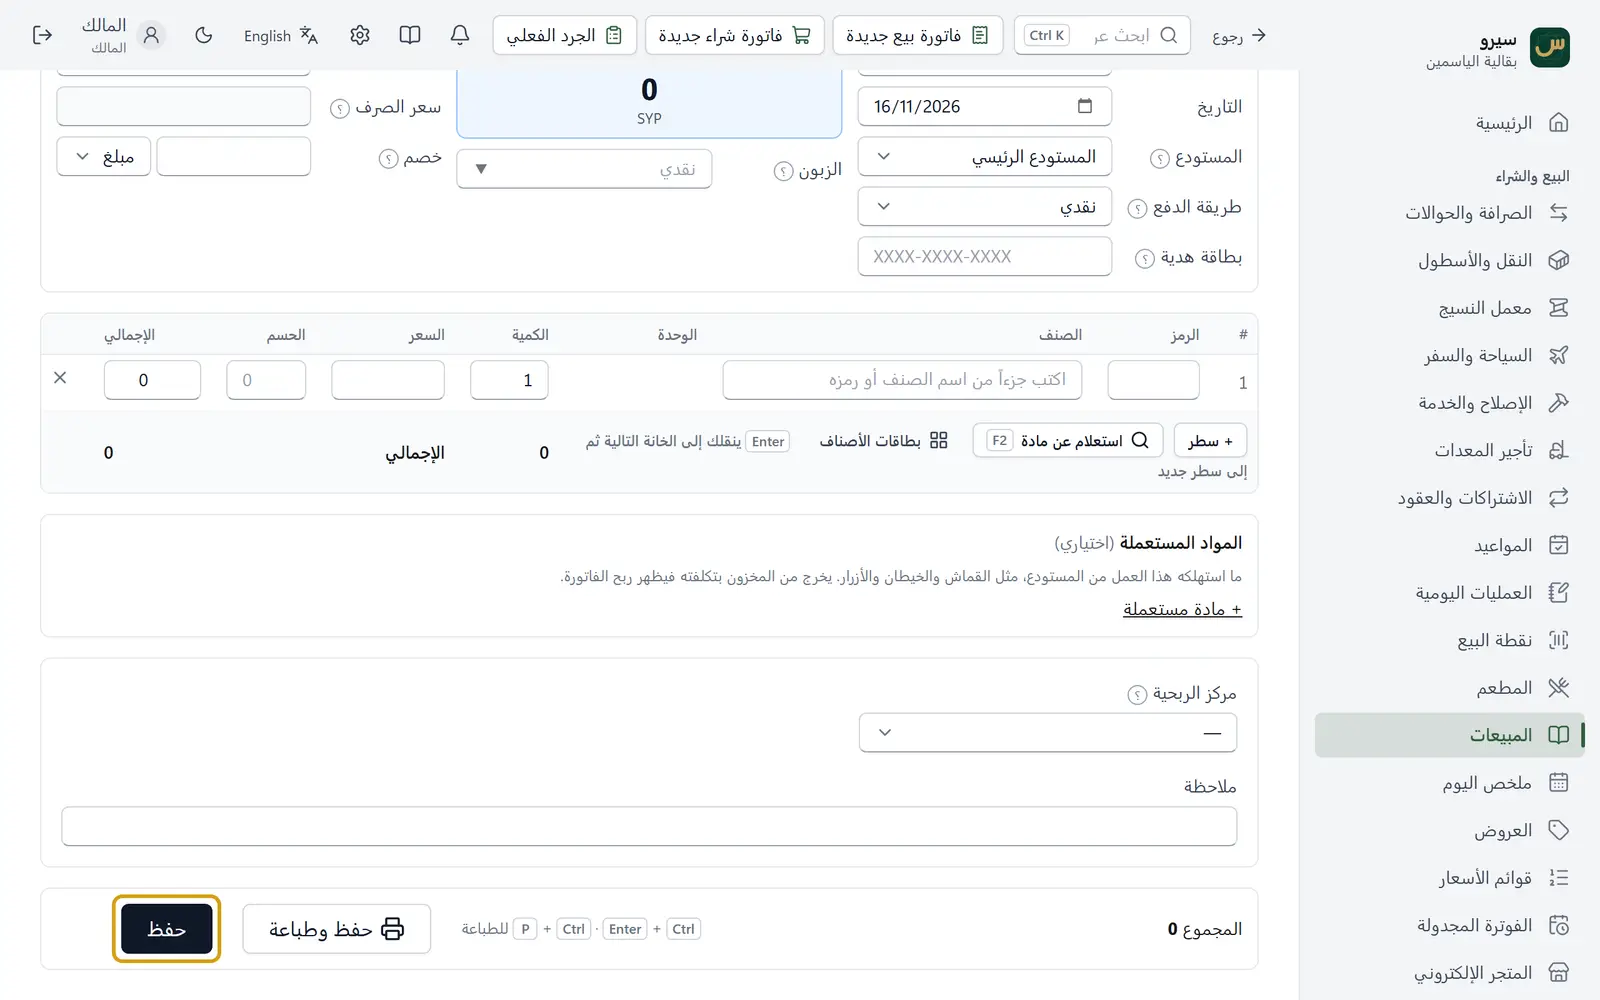 سيرو
بقالية الياسمين
س
رجوع
ابحث عر
Ctrl K
فاتورة بيع جديدة
فاتورة شراء جديدة
الجرد الفعلي
English
المالك
المالك
الرئيسية
البيع والشراء
الصرافة والحوالات
النقل والأسطول
معمل النسيج
السياحة والسفر
الإصلاح والخدمة
تأجير المعدات
الاشتراكات والعقود
المواعيد
العمليات اليومية
نقطة البيع
المطعم
المبيعات
ملخص اليوم
العروض
قوائم الأسعار
الفوترة المجدولة
المتجر الإلكتروني
التاريخ
16/11/2026
المستودع ؟
المستودع الرئيسي
طريقة الدفع ؟
نقدي
بطاقة هدية ؟
XXXX-XXXX-XXXX
0
SYP
الزبون ؟
نقدي
سعر الصرف ؟
خصم ؟
مبلغ
# الرمز الصنف الوحدة الكمية السعر الحسم الإجمالي
1 اكتب جزءاً من اسم الصنف أو رمزه 1 0 0
+ سطر
استعلام عن مادة F2
بطاقات الأصناف
Enter ينقلك إلى الخانة التالية ثم
إلى سطر جديد
0 الإجمالي 0
المواد المستعملة (اختياري)
ما استهلكه هذا العمل من المستودع، مثل القماش والخيطان والأزرار. يخرج من المخزون بتكلفته فيظهر ربح الفاتورة.
+ مادة مستعملة
مركز الربحية ؟
—
ملاحظة
المجموع 0
Ctrl + Enter · Ctrl + P للطباعة
حفظ وطباعة
حفظ